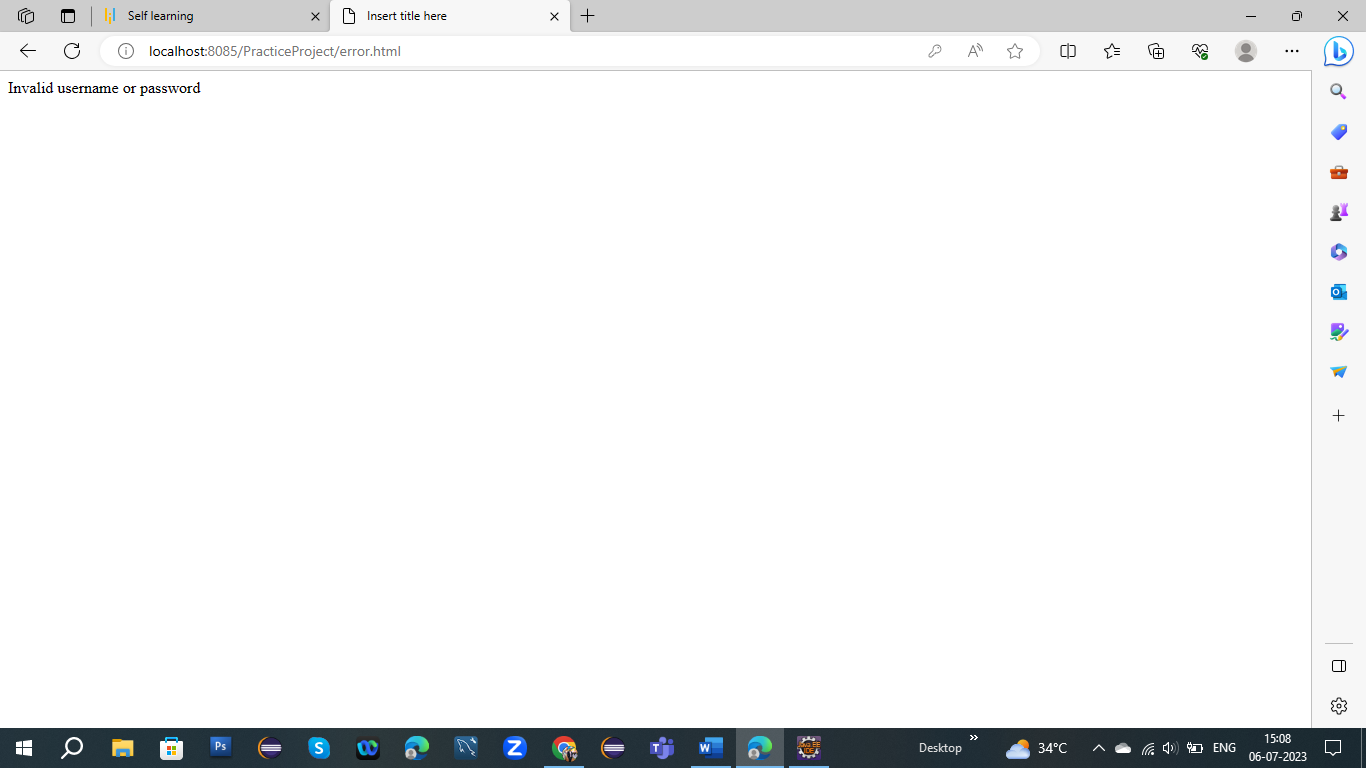 Self learning
Insert title here
localhost:8085/PracticeProject/error.html
Invalid username or password
Desktop
34°C
ENG
15:08
06-07-2023